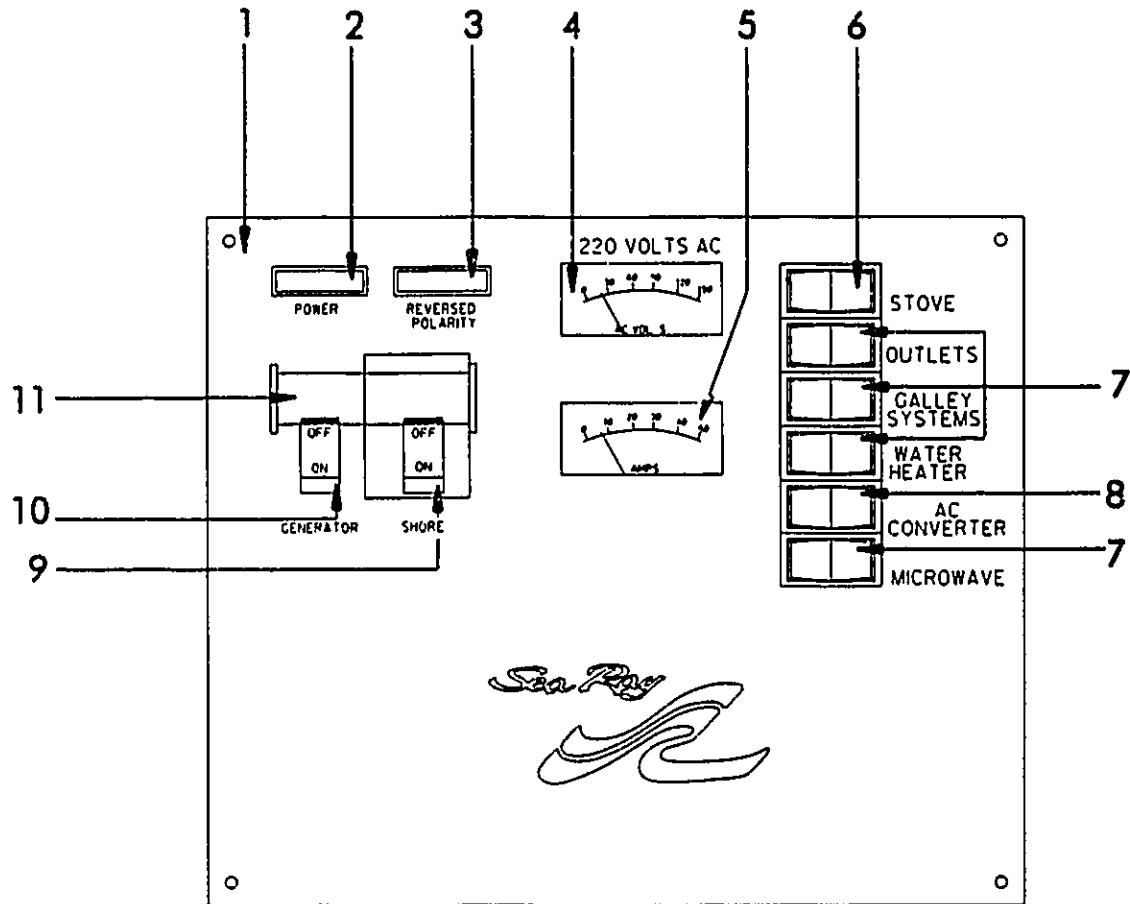 1 2 3 4 5 6
220 VOLTS AC
POWER
REVERSED
POLARITY
STOVE
OUTLETS
7
GALLEY
SYSTEMS
11
OFF OFF
ON ON
AMPS
WATER
HEATER
8
10
GENERATOR SHORE
AC
CONVERTER
9
7
MICROWAVE
Sea Ray